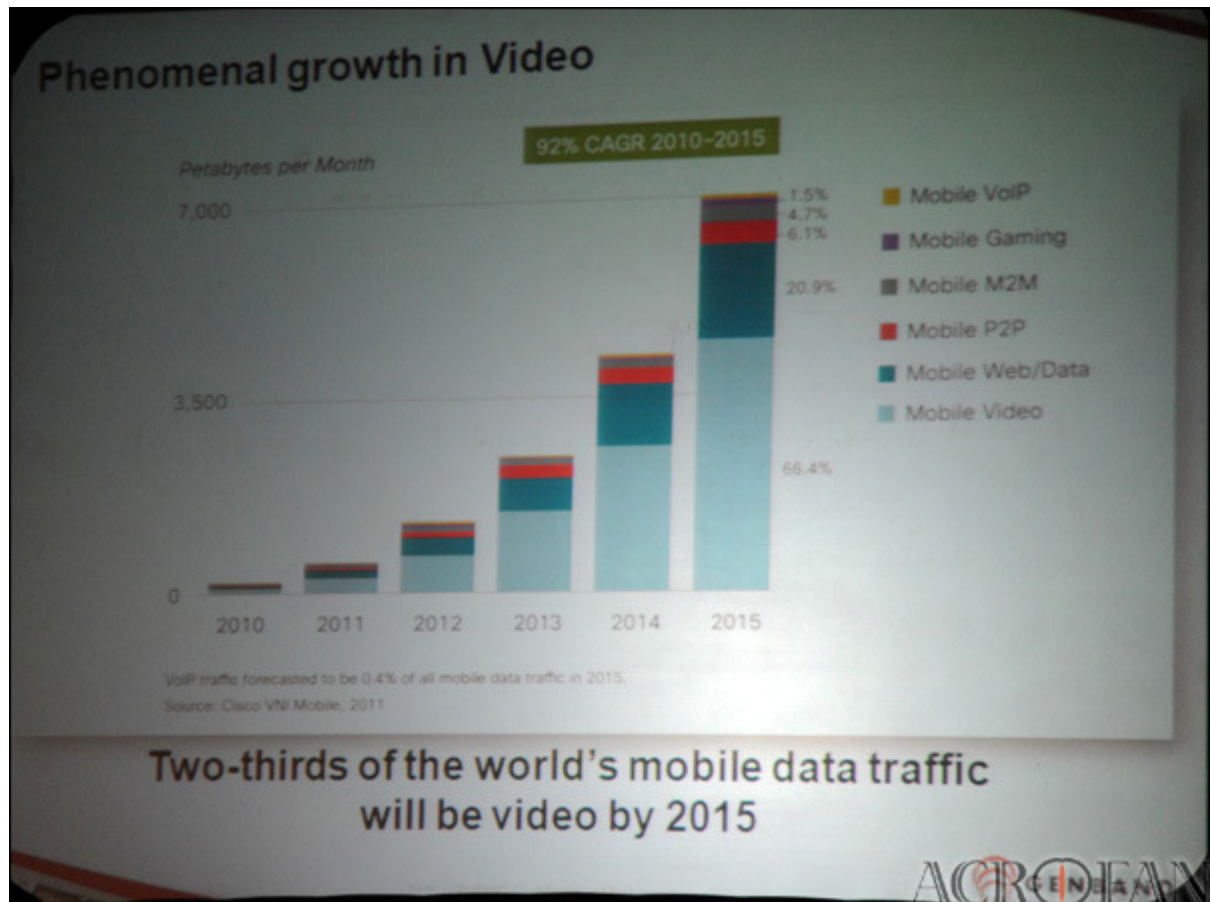 Phenomenal growth in Video
92% CAGR 2010-2015
Petabytes per Month
7,000
3,500
0
1.5%
4.7%
6.1%
20.9%
66.4%
Mobile VoIP
Mobile Gaming
Mobile M2M
Mobile P2P
Mobile Web/Data
Mobile Video
2010 2011 2012 2013 2014 2015
VoIP traffic forecasted to be 0.4% of all mobile data traffic in 2015.
Source: Cisco VNI Mobile, 2011
Two-thirds of the world's mobile data traffic
will be video by 2015
ACROFAN
GENBAND